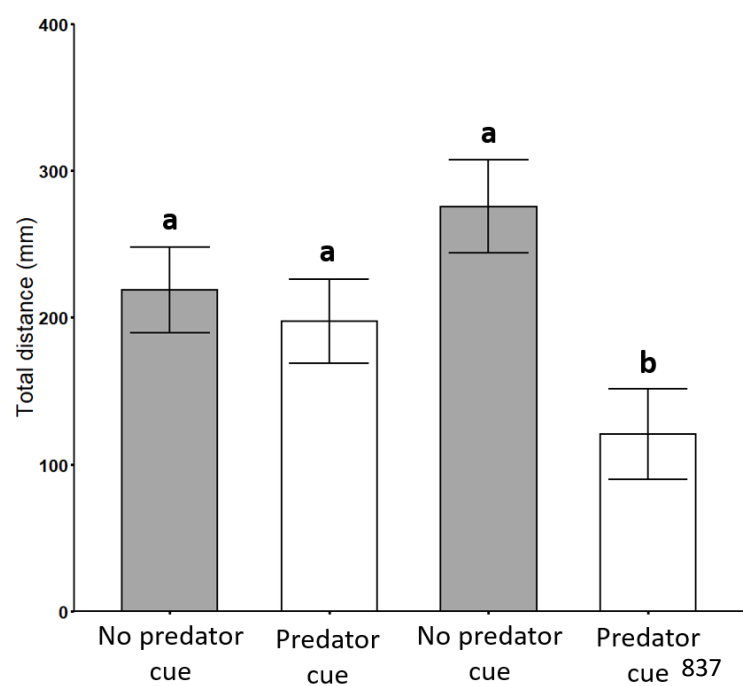 400
300
200
100
0
Total distance (mm)
a
a
a
b
No predator
cue
Predator
cue
No predator
cue
Predator
cue
837